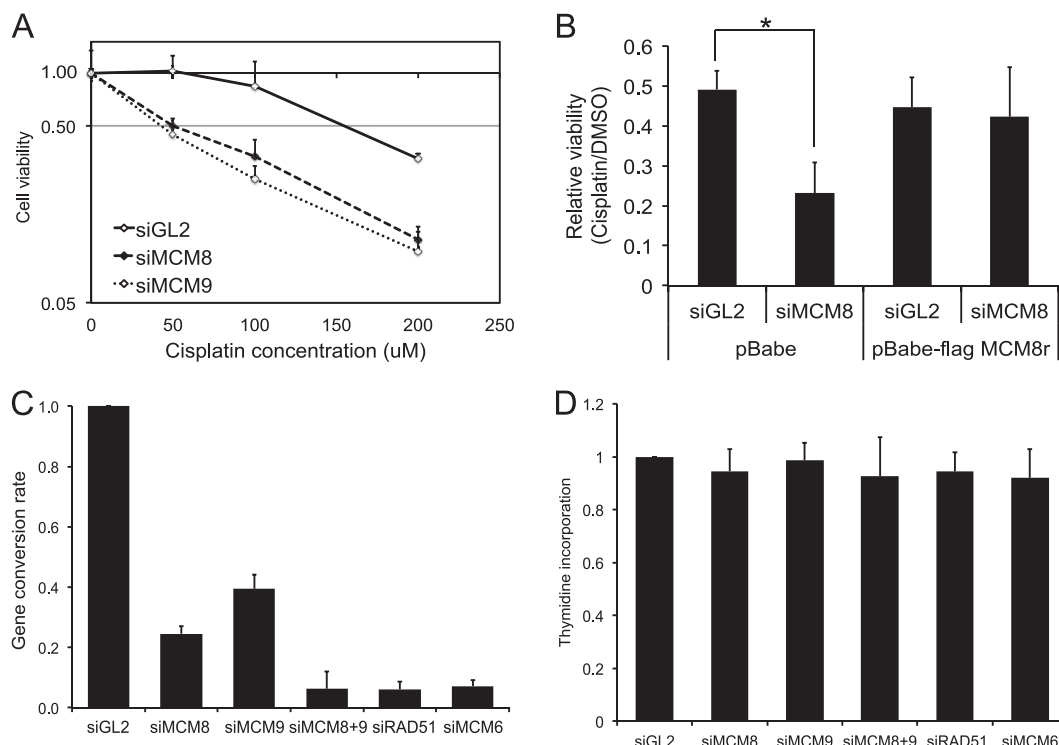 A
1.00
0.50
0.05
Cell viability
siGL2
siMCM8
siMCM9
0 50 100 150 200 250
Cisplatin concentration (uM)
B
*
0.6
0.5
0.4
0.3
0.2
0.1
0
Relative viability
(Cisplatin/DMSO)
siGL2 siMCM8 siGL2 siMCM8
pBabe pBabe-flag MCM8r
C
1.0
0.8
0.6
0.4
0.2
0.0
Gene conversion rate
siGL2 siMCM8 siMCM9 siMCM8+9 siRAD51 siMCM6
D
1.2
1
0.8
0.6
0.4
0.2
0
Thymidine incorporation
siGL2 siMCM8 siMCM9 siMCM8+9 siRAD51 siMCM6